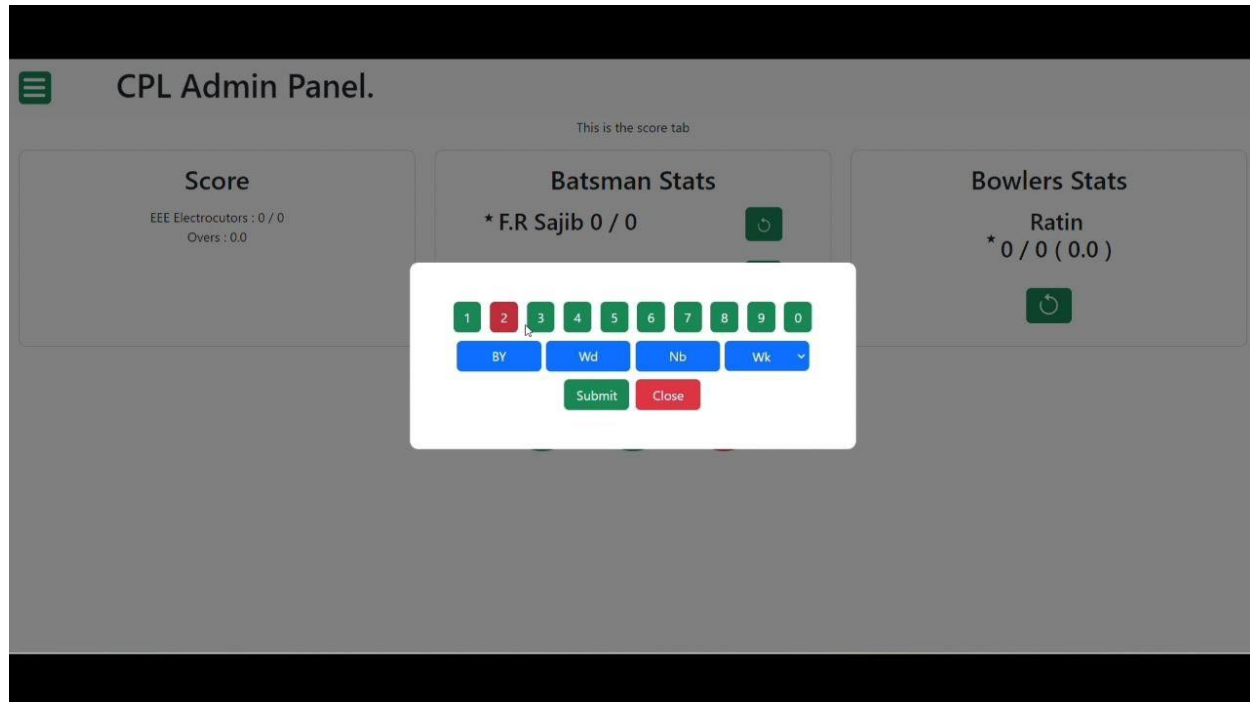 CPL Admin Panel.
This is the score tab
Score
EEE Electrocutors : 0 / 0
Overs : 0.0
Batsman Stats
* F.R Sajib 0 / 0
Bowlers Stats
Ratin
* 0 / 0 ( 0.0 )
1 2 3 4 5 6 7 8 9 0
BY Wd Nb Wk
Submit Close